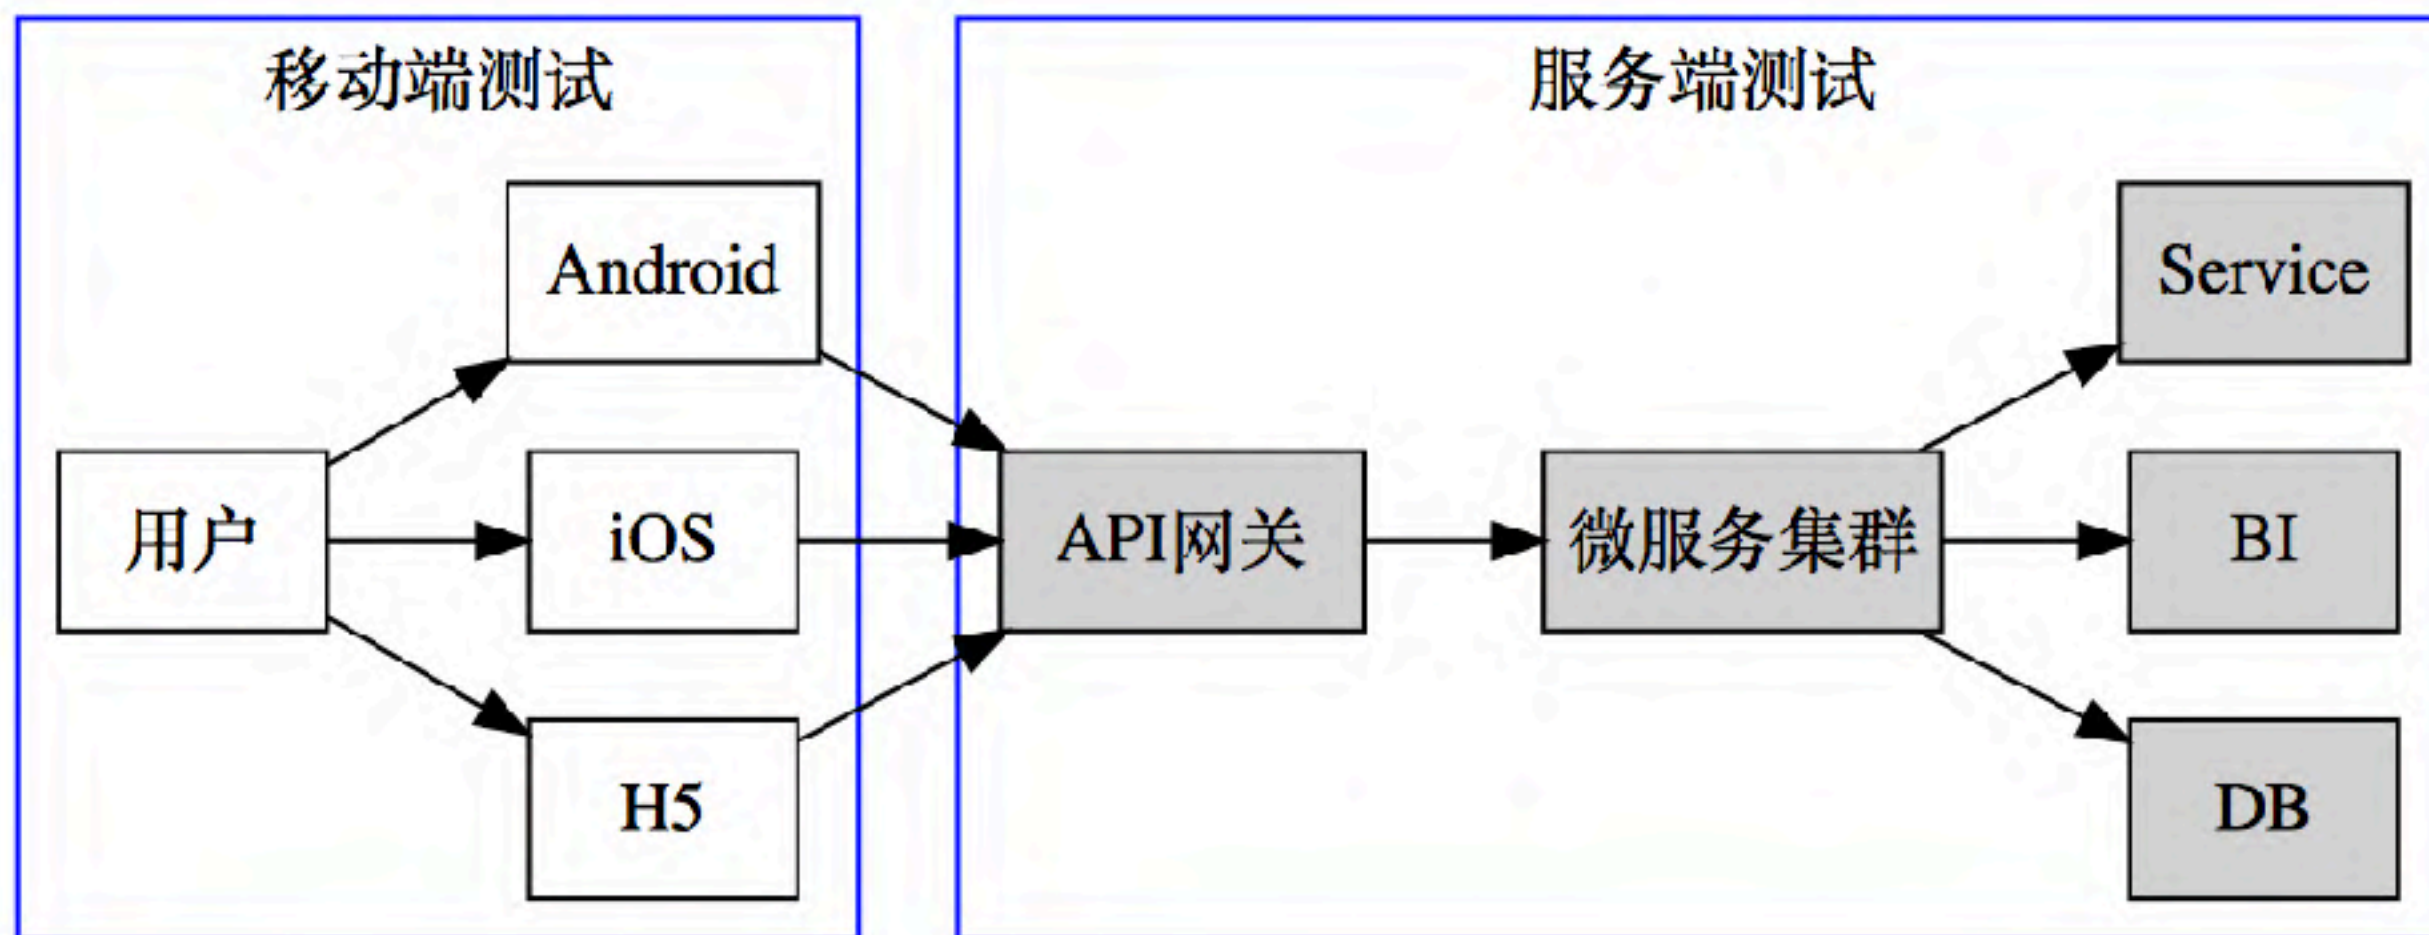 移动端测试
服务端测试
Android
Service
用户
iOS
API网关
微服务集群
BI
H5
DB